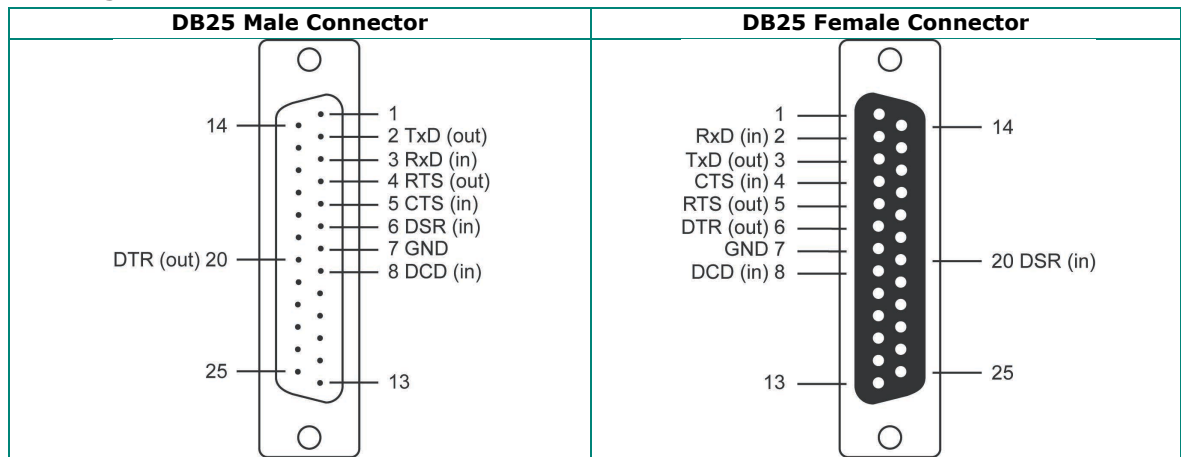 DB25 Male Connector
DB25 Female Connector
1
14
2 TxD (out)
3 RxD (in)
4 RTS (out)
5 CTS (in)
6 DSR (in)
7 GND
DTR (out) 20
8 DCD (in)
25
13
1
14
RxD (in) 2
TxD (out) 3
CTS (in) 4
RTS (out) 5
DTR (out) 6
GND 7
20 DSR (in)
DCD (in) 8
25
13